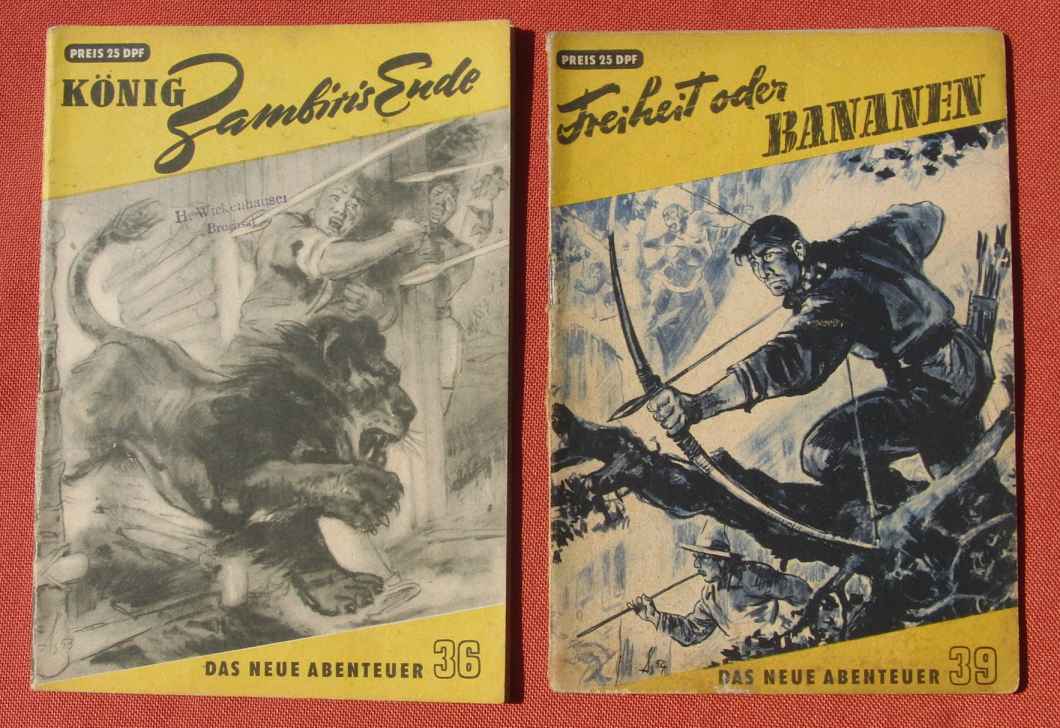 PREIS 25 DPF
KÖNIG
Zambiris Ende
H. Wickenhauser
DAS NEUE ABENTEUER 36
PREIS 25 DPF
Freiheit oder
BANANEN
DAS NEUE ABENTEUER 39